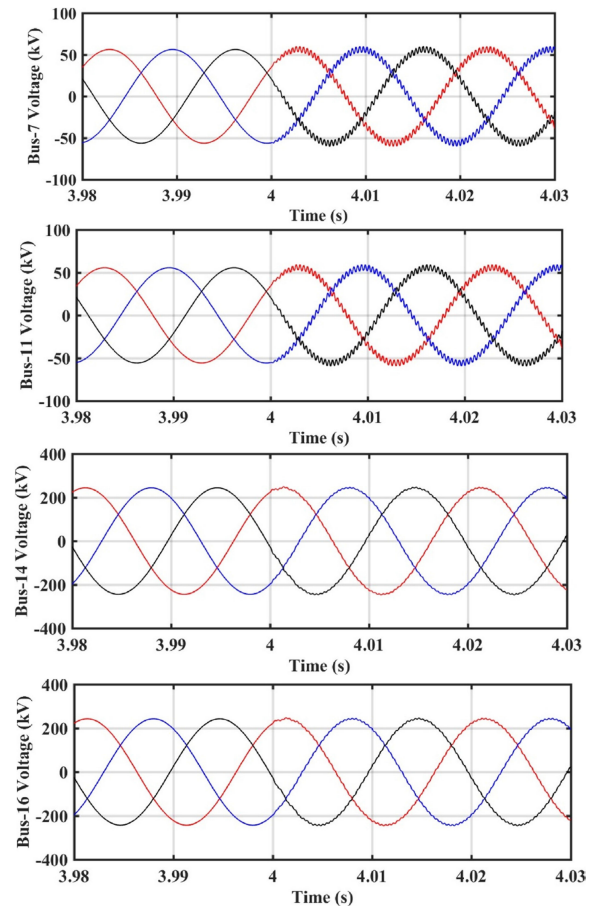 100
50
0
-50
-100
Bus-7 Voltage (kV)
3.98 3.99 4 4.01 4.02 4.03
Time (s)
100
50
0
-50
-100
Bus-11 Voltage (kV)
3.98 3.99 4 4.01 4.02 4.03
Time (s)
400
200
0
-200
-400
Bus-14 Voltage (kV)
3.98 3.99 4 4.01 4.02 4.03
Time (s)
400
200
0
-200
-400
Bus-16 Voltage (kV)
3.98 3.99 4 4.01 4.02 4.03
Time (s)